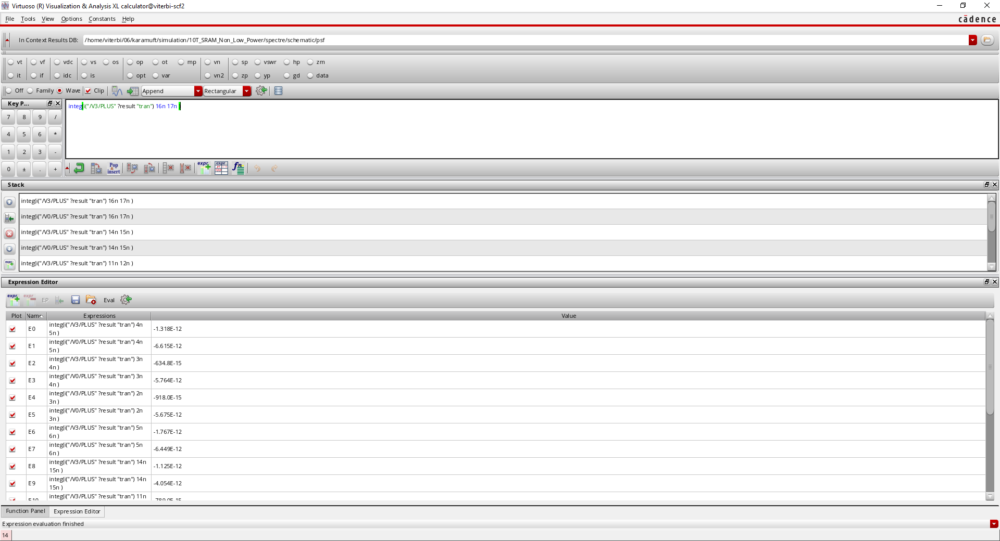 Virtuoso (R) Visualization & Analysis XL calculator@viterbi-scf2
File Tools View Options Constants Help
cādence
In Context Results DB: /home/viterbi/06/karamuft/simulation/10T_SRAM_Non_Low_Power/spectre/schematic/psf
vt vf vdc vs os op ot mp vn sp vswr hp zm
it if idc is opt var vn2 zp yp gd data
Off Family Wave Clip Append Rectangular
Key P...
integ(i("/V3/PLUS" ?result "tran") 16n 17n )
7 8 9 /
4 5 6 *
1 2 3 -
0 ± . +
Pop & insert
expr
expr
fn
Stack
integ(i("/V3/PLUS" ?result "tran") 16n 17n )
integ(i("/V0/PLUS" ?result "tran") 16n 17n )
integ(i("/V3/PLUS" ?result "tran") 14n 15n )
integ(i("/V0/PLUS" ?result "tran") 14n 15n )
integ(i("/V3/PLUS" ?result "tran") 11n 12n )
Expression Editor
expr expr EP Eval
Plot Name Expressions Value
E0 integ(i("/V3/PLUS" ?result "tran") 4n
5n ) -1.318E-12
E1 integ(i("/V0/PLUS" ?result "tran") 4n
5n ) -6.615E-12
E2 integ(i("/V3/PLUS" ?result "tran") 3n
4n ) -634.8E-15
E3 integ(i("/V0/PLUS" ?result "tran") 3n
4n ) -5.764E-12
E4 integ(i("/V3/PLUS" ?result "tran") 2n
3n ) -918.0E-15
E5 integ(i("/V0/PLUS" ?result "tran") 2n
3n ) -5.675E-12
E6 integ(i("/V3/PLUS" ?result "tran") 5n
6n ) -1.767E-12
E7 integ(i("/V0/PLUS" ?result "tran") 5n
6n ) -6.449E-12
E8 integ(i("/V3/PLUS" ?result "tran") 14n
15n ) -1.125E-12
E9 integ(i("/V0/PLUS" ?result "tran") 14n
15n ) -4.054E-12
E10 integ(i("/V3/PLUS" ?result "tran") 11n
Function Panel Expression Editor
Expression evaluation finished
14